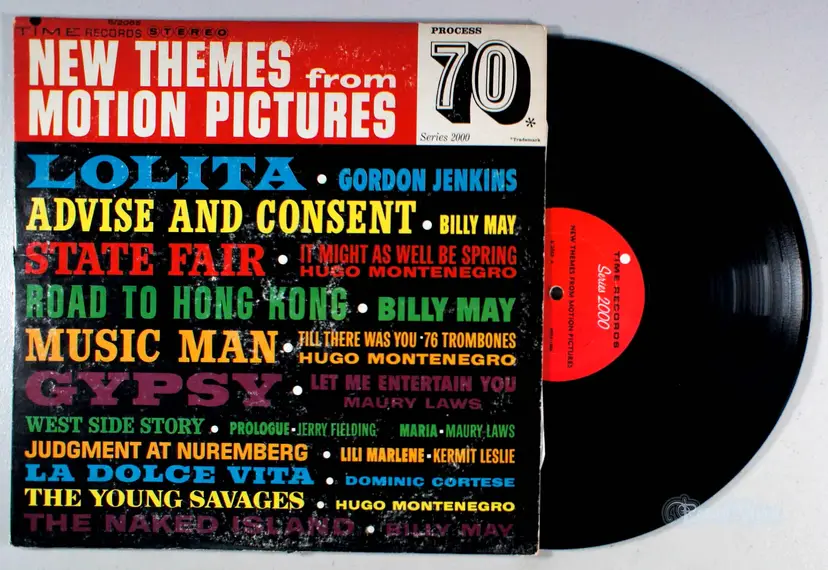 S/2069
TIME RECORDS STEREO
NEW THEMES from
MOTION PICTURES
PROCESS
70*
Series 2000
*Trademark
LOLITA • GORDON JENKINS
ADVISE AND CONSENT • BILLY MAY
STATE FAIR • IT MIGHT AS WELL BE SPRING
HUGO MONTENEGRO
ROAD TO HONG KONG • BILLY MAY
MUSIC MAN • TILL THERE WAS YOU · 76 TROMBONES
HUGO MONTENEGRO
GYPSY • LET ME ENTERTAIN YOU
MAURY LAWS
WEST SIDE STORY • PROLOGUE · JERRY FIELDING MARIA · MAURY LAWS
JUDGMENT AT NUREMBERG • LILI MARLENE · KERMIT LESLIE
LA DOLCE VITA • DOMINIC CORTESE
THE YOUNG SAVAGES • HUGO MONTENEGRO
THE NAKED ISLAND • BILLY MAY
TIME RECORDS
Series 2000
NEW THEMES FROM MOTION PICTURES